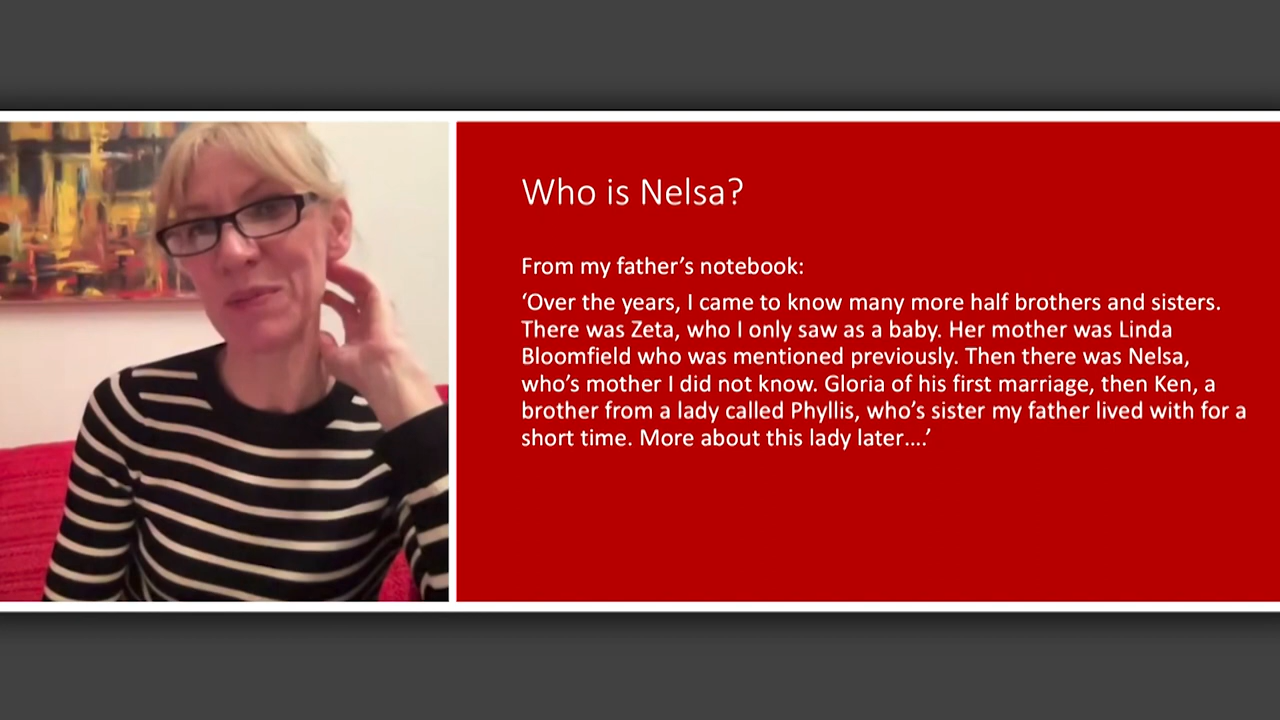 Who is Nelsa?
From my father’s notebook:
‘Over the years, I came to know many more half brothers and sisters.
There was Zeta, who I only saw as a baby. Her mother was Linda
Bloomfield who was mentioned previously. Then there was Nelsa,
who’s mother I did not know. Gloria of his first marriage, then Ken, a
brother from a lady called Phyllis, who’s sister my father lived with for a
short time. More about this lady later....’